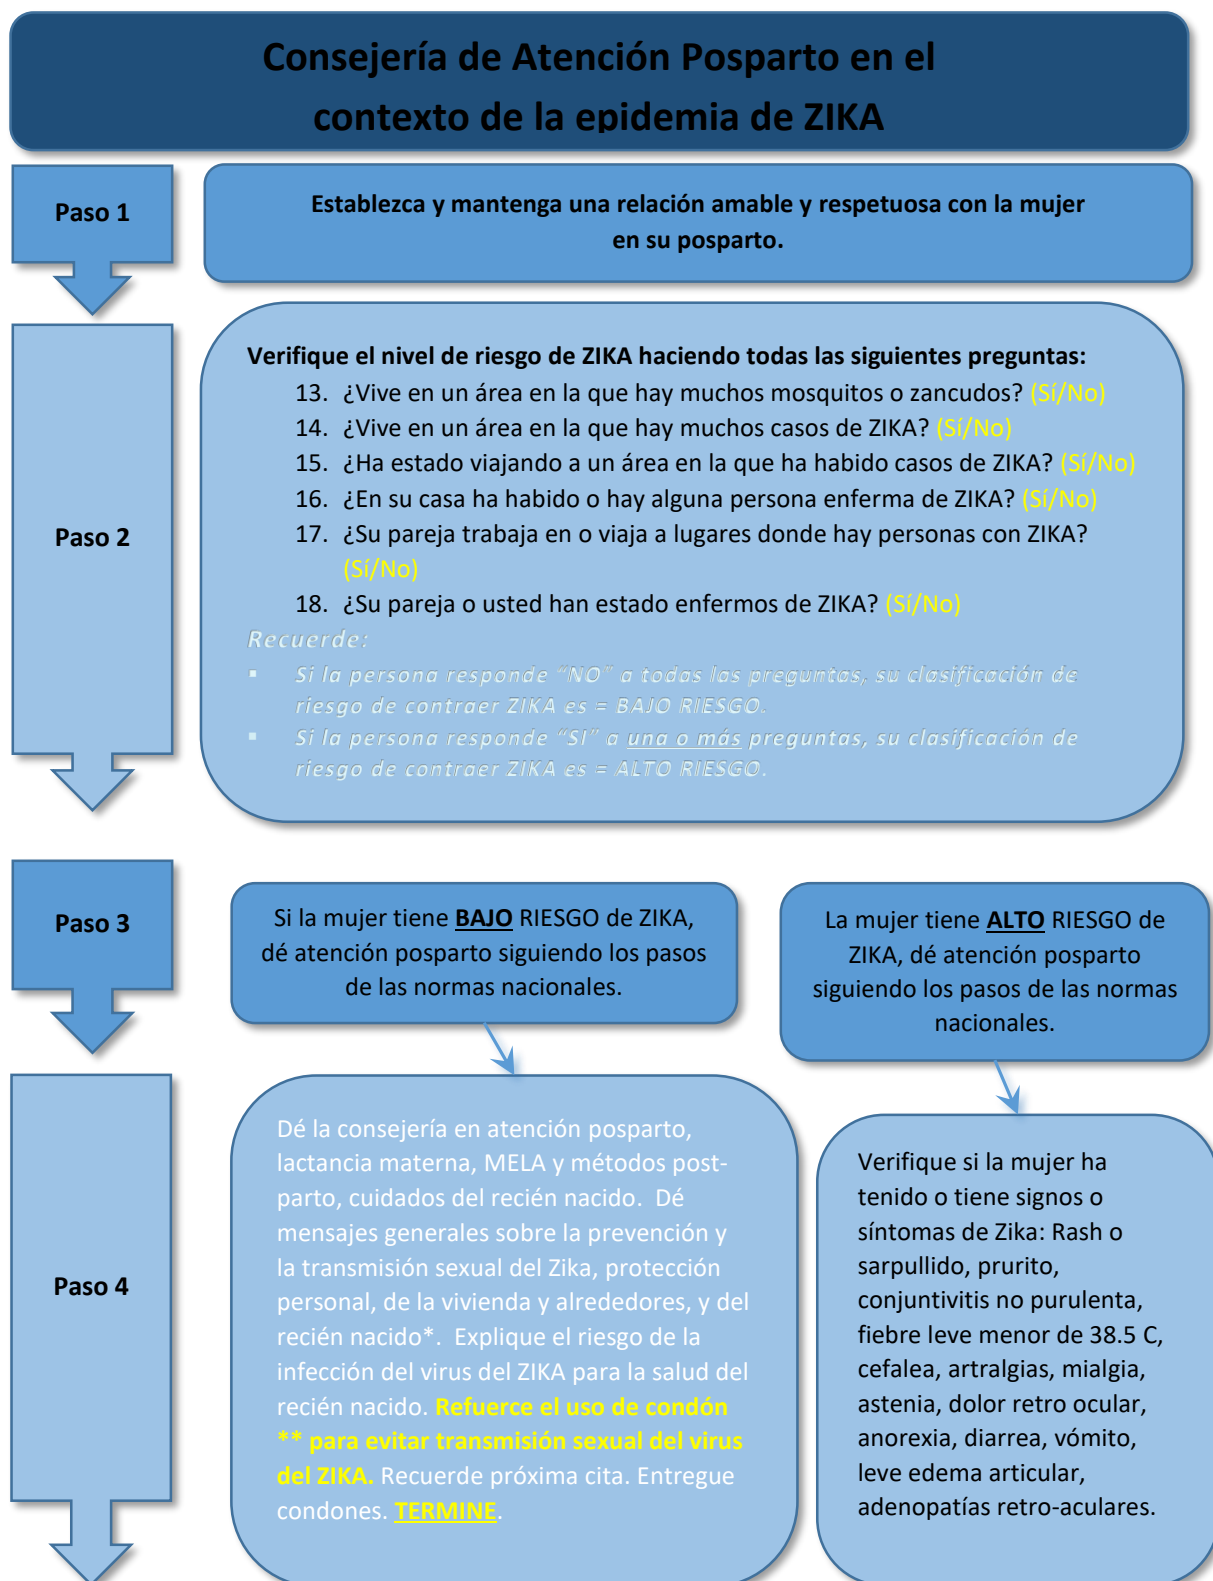 Consejería de Atención Posparto en el
contexto de la epidemia de ZIKA
Paso 1
Establezca y mantenga una relación amable y respetuosa con la mujer
en su posparto.
Paso 2
Verifique el nivel de riesgo de ZIKA haciendo todas las siguientes preguntas:
13. ¿Vive en un área en la que hay muchos mosquitos o zancudos? (Sí/No)
14. ¿Vive en un área en la que hay muchos casos de ZIKA? (Sí/No)
15. ¿Ha estado viajando a un área en la que ha habido casos de ZIKA? (Sí/No)
16. ¿En su casa ha habido o hay alguna persona enferma de ZIKA? (Sí/No)
17. ¿Su pareja trabaja en o viaja a lugares donde hay personas con ZIKA?
(Sí/No)
18. ¿Su pareja o usted han estado enfermos de ZIKA? (Sí/No)
Recuerde:
▪ Si la persona responde “NO” a todas las preguntas, su clasificación de
riesgo de contraer ZIKA es = BAJO RIESGO.
▪ Si la persona responde “SI” a una o más preguntas, su clasificación de
riesgo de contraer ZIKA es = ALTO RIESGO.
Paso 3
Si la mujer tiene BAJO RIESGO de ZIKA,
dé atención posparto siguiendo los pasos
de las normas nacionales.
La mujer tiene ALTO RIESGO de
ZIKA, dé atención posparto
siguiendo los pasos de las normas
nacionales.
Paso 4
Dé la consejería en atención posparto,
lactancia materna, MELA y métodos post-
parto, cuidados del recién nacido. Dé
mensajes generales sobre la prevención y
la transmisión sexual del Zika, protección
personal, de la vivienda y alrededores, y del
recién nacido*. Explique el riesgo de la
infección del virus del ZIKA para la salud del
recién nacido. Refuerce el uso de condón
** para evitar transmisión sexual del virus
del ZIKA. Recuerde próxima cita. Entregue
condones. TERMINE.
Verifique si la mujer ha
tenido o tiene signos o
síntomas de Zika: Rash o
sarpullido, prurito,
conjuntivitis no purulenta,
fiebre leve menor de 38.5 C,
cefalea, artralgias, mialgia,
astenia, dolor retro ocular,
anorexia, diarrea, vómito,
leve edema articular,
adenopatías retro-aculares.